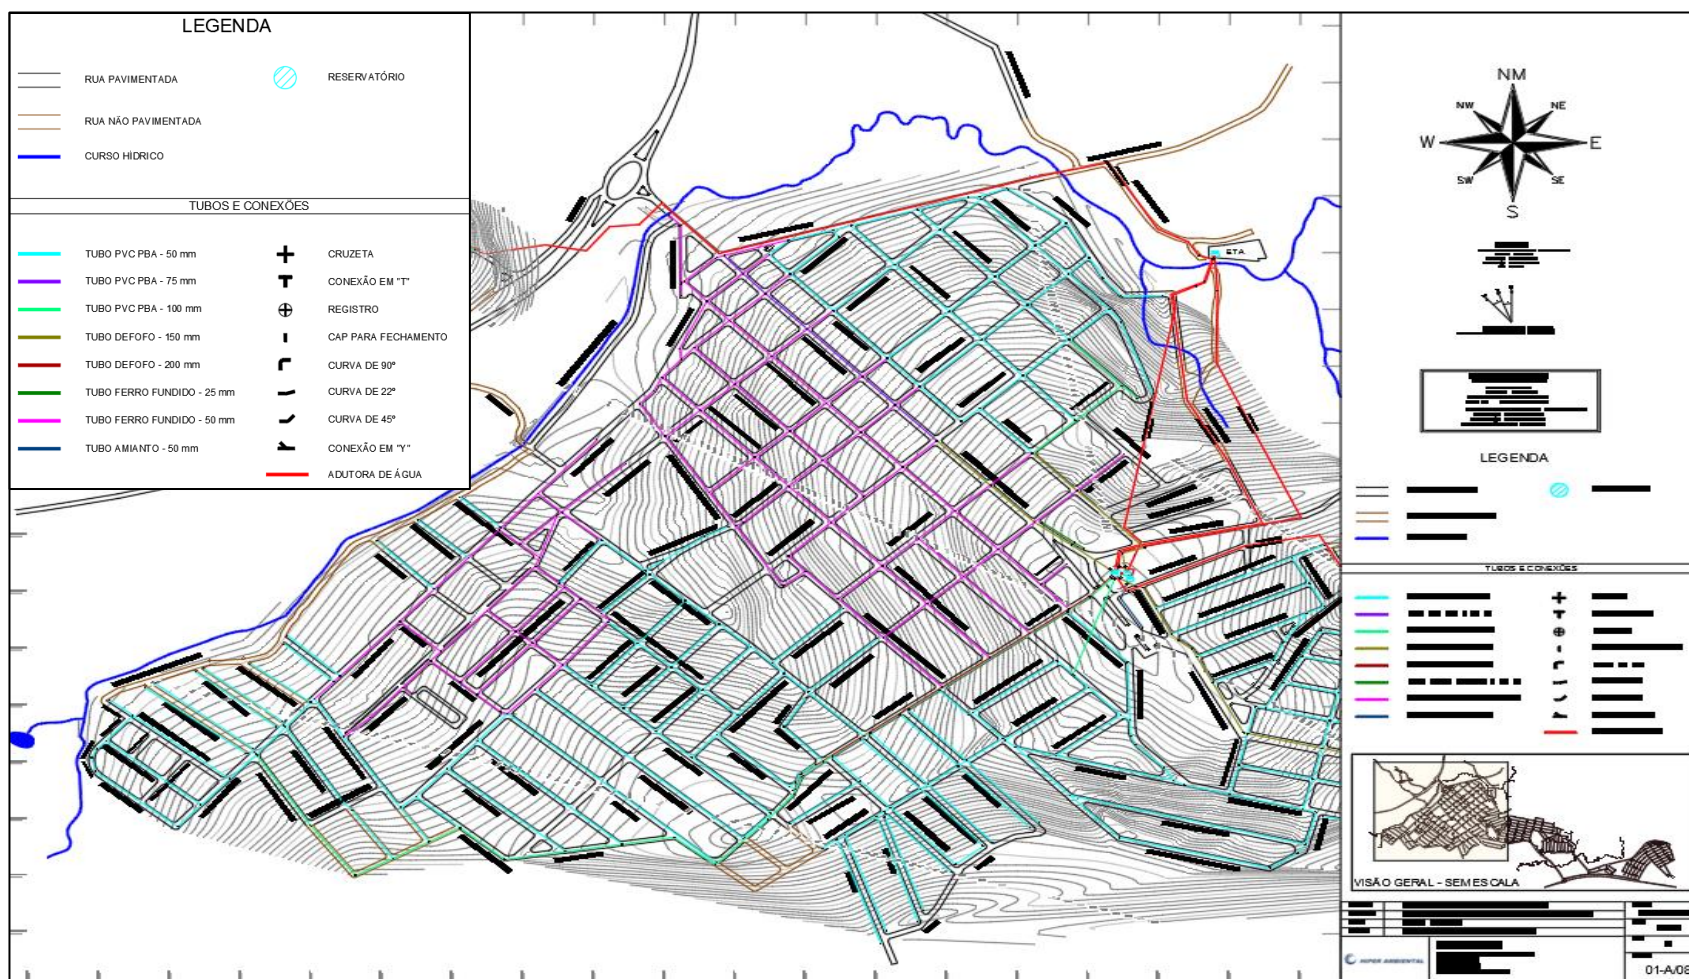 LEGENDA
RUA PAVIMENTADA
RESERVATÓRIO
RUA NÃO PAVIMENTADA
CURSO HÍDRICO
TUBOS E CONEXÕES
TUBO PVC PBA - 50 mm
CRUZETA
TUBO PVC PBA - 75 mm
CONEXÃO EM "T"
TUBO PVC PBA - 100 mm
REGISTRO
TUBO DEFOFO - 150 mm
CAP PARA FECHAMENTO
TUBO DEFOFO - 200 mm
CURVA DE 90º
TUBO FERRO FUNDIDO - 25 mm
CURVA DE 22º
TUBO FERRO FUNDIDO - 50 mm
CURVA DE 45º
TUBO AMIANTO - 50 mm
CONEXÃO EM "Y"
ADUTORA DE ÁGUA
ETA
NM
NW NE
W E
SW SE
S
LEGENDA
TUBOS E CONEXÕES
VISÃO GERAL - SEM ESCALA
HIPER AMBIENTAL
01-A/08